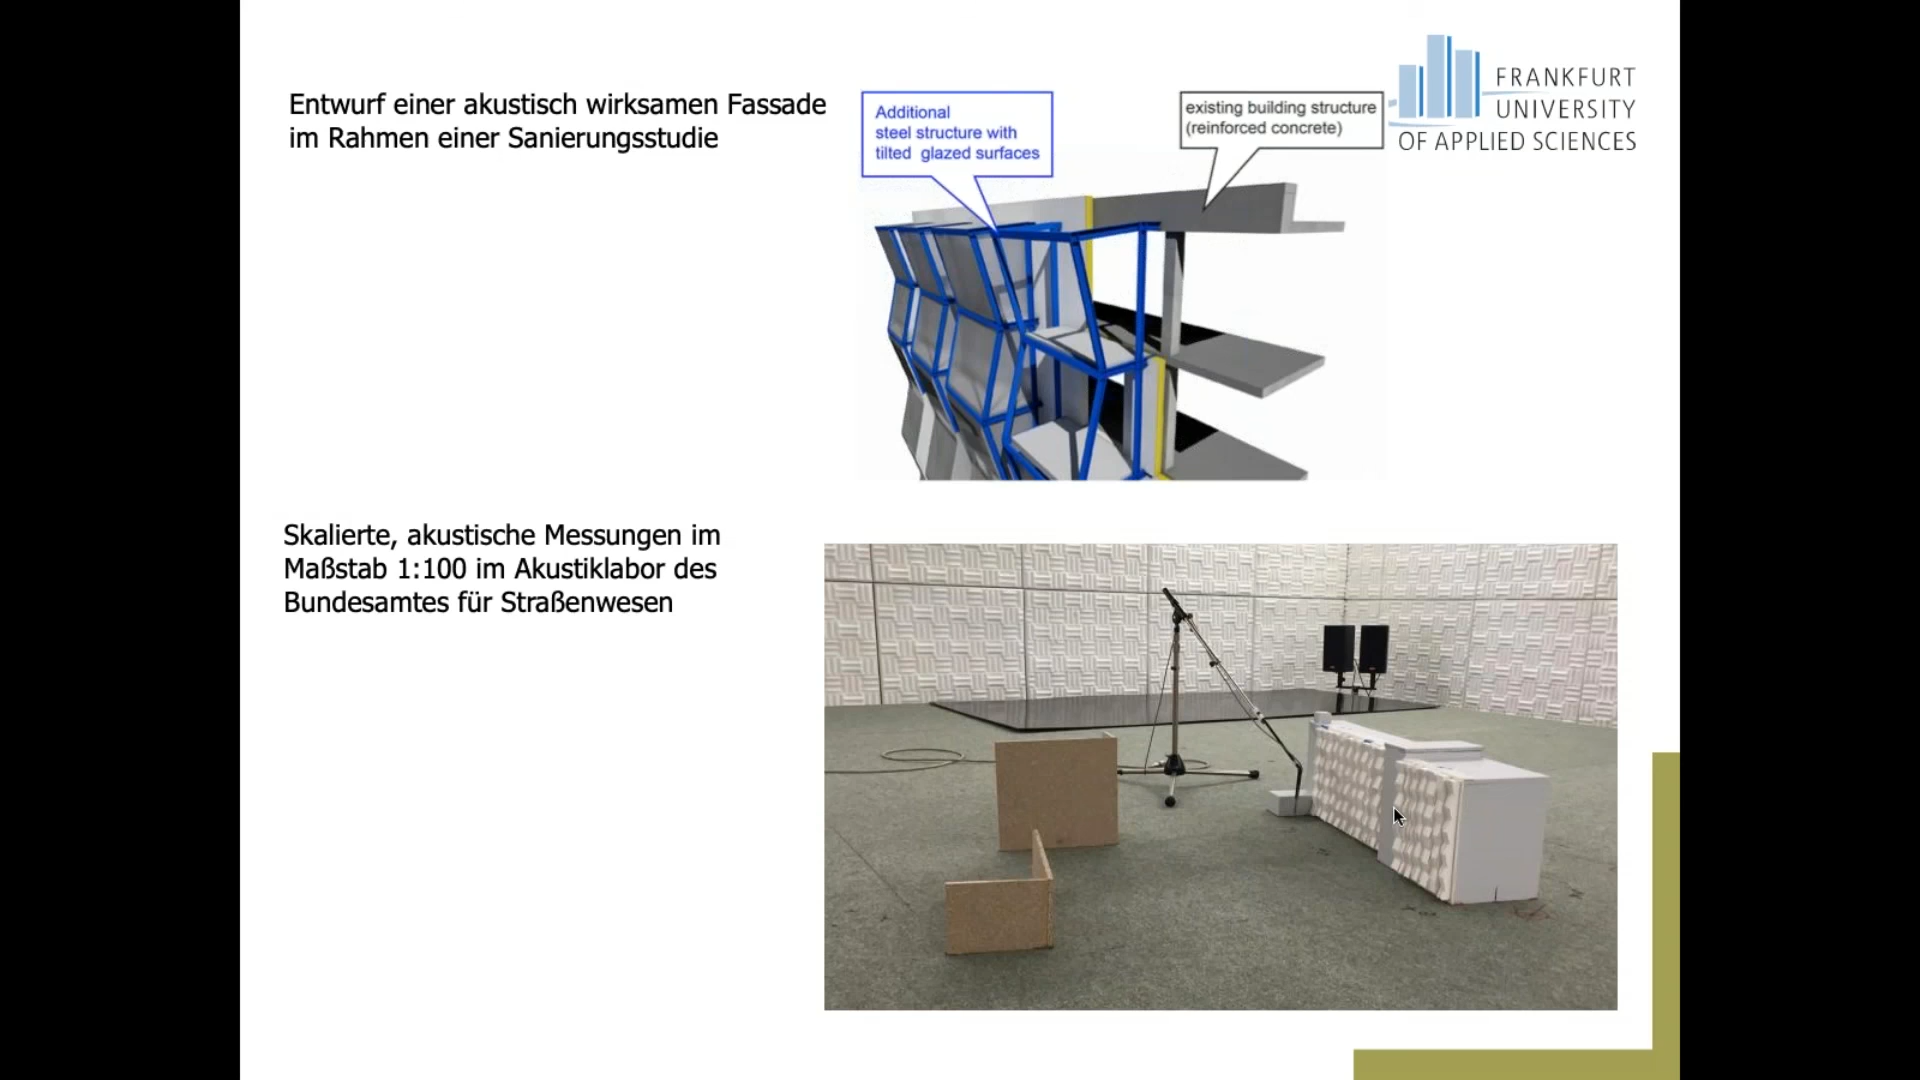 Entwurf einer akustisch wirksamen Fassade
im Rahmen einer Sanierungsstudie
Additional
steel structure with
tilted glazed surfaces
existing building structure
(reinforced concrete)
FRANKFURT
UNIVERSITY
OF APPLIED SCIENCES
Skalierte, akustische Messungen im
Maßstab 1:100 im Akustiklabor des
Bundesamtes für Straßenwesen